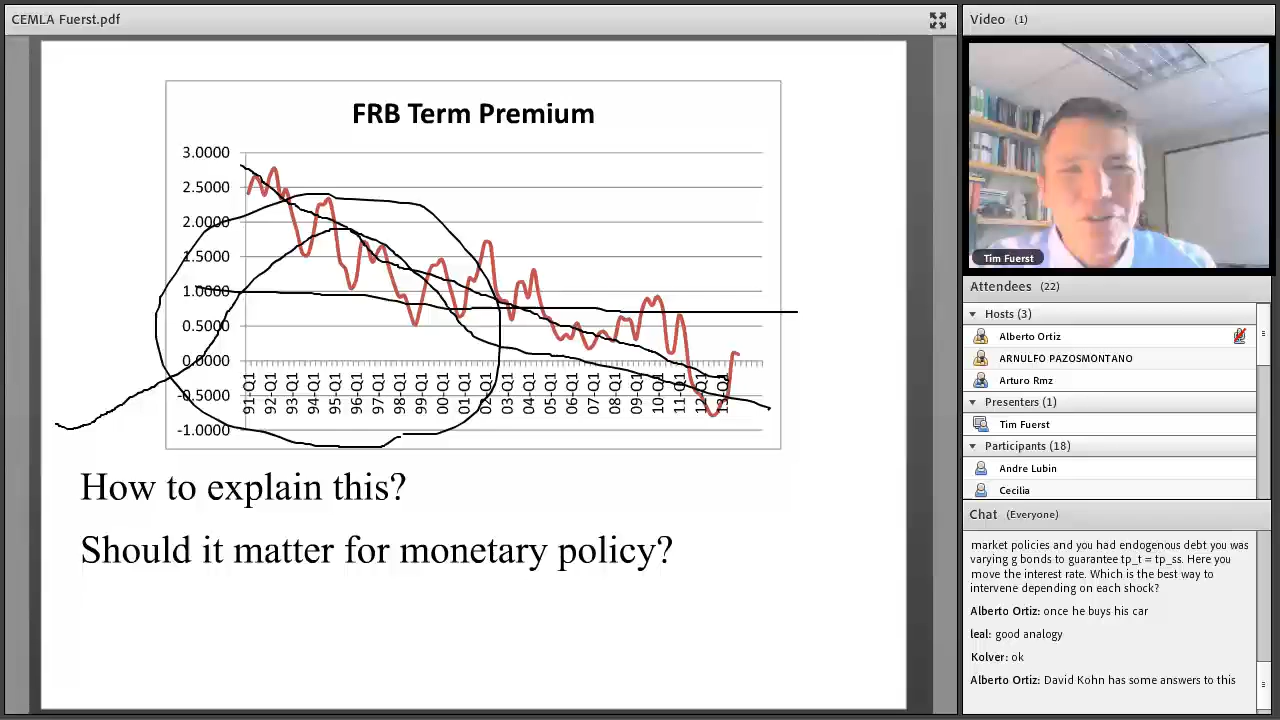 CEMLA Fuerst.pdf
FRB Term Premium
3.0000
2.5000
2.0000
1.5000
1.0000
0.5000
0.0000
-0.5000
-1.0000
91-Q1
92-Q1
93-Q1
94-Q1
95-Q1
96-Q1
97-Q1
98-Q1
99-Q1
00-Q1
01-Q1
02-Q1
03-Q1
04-Q1
05-Q1
06-Q1
07-Q1
08-Q1
09-Q1
10-Q1
11-Q1
12-Q1
13-Q1
How to explain this?
Should it matter for monetary policy?
Video (1)
Tim Fuerst
Attendees (22)
Hosts (3)
Alberto Ortiz
ARNULFO PAZOSMONTANO
Arturo Rmz
Presenters (1)
Tim Fuerst
Participants (18)
Andre Lubin
Cecilia
Chat (Everyone)
market policies and you had endogenous debt you was
varying g bonds to guarantee tp_t = tp_ss. Here you
move the interest rate. Which is the best way to
intervene depending on each shock?
Alberto Ortiz: once he buys his car
leal: good analogy
Kolver: ok
Alberto Ortiz: David Kohn has some answers to this